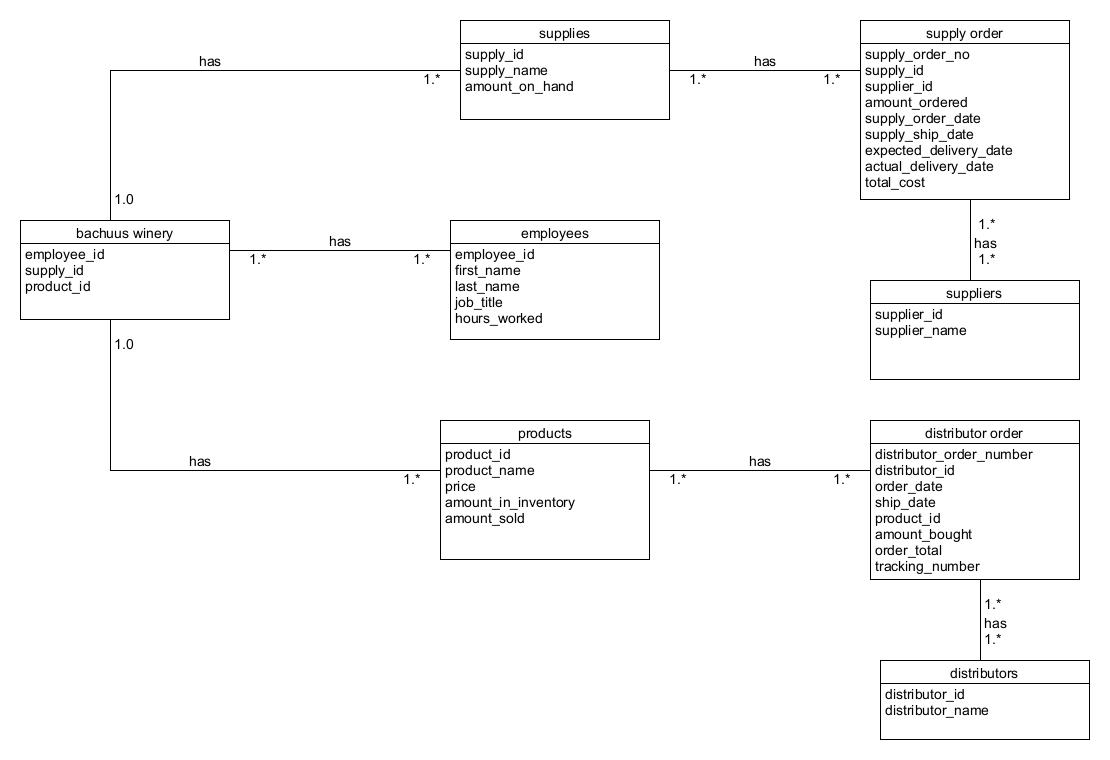 supplies
supply_id
supply_name
amount_on_hand
has
1.*
1.0
has
1.*
1.*
supply order
supply_order_no
supply_id
supplier_id
amount_ordered
supply_order_date
supply_ship_date
expected_delivery_date
actual_delivery_date
total_cost
1.*
has
1.*
bachuus winery
employee_id
supply_id
product_id
has
1.*
1.*
employees
employee_id
first_name
last_name
job_title
hours_worked
suppliers
supplier_id
supplier_name
1.0
has
1.*
products
product_id
product_name
price
amount_in_inventory
amount_sold
has
1.*
1.*
distributor order
distributor_order_number
distributor_id
order_date
ship_date
product_id
amount_bought
order_total
tracking_number
1.*
has
1.*
distributors
distributor_id
distributor_name